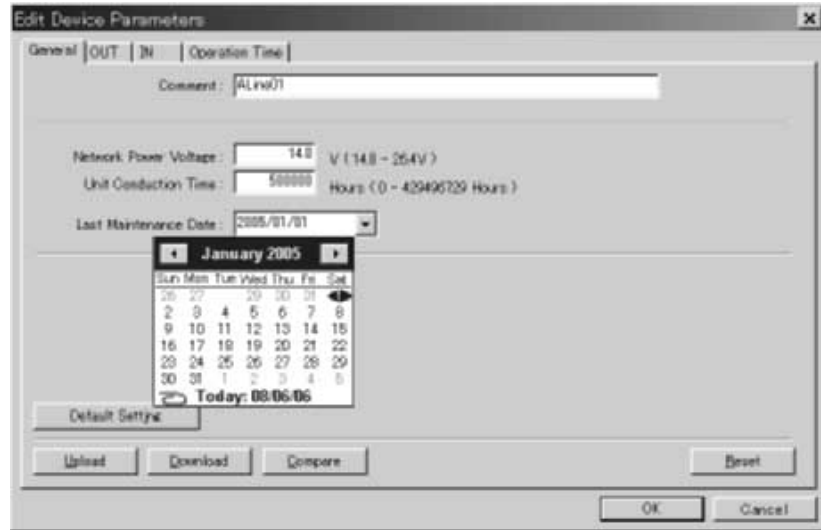 Edit Device Parameters
General OUT IN Operation Time
Comment : ALine01
Network Power Voltage : 14.0 V ( 14.0 - 26.4V )
Unit Conduction Time : 500000 Hours ( 0 - 429496729 Hours )
Last Maintenance Date : 2005/01/01
January 2005
Sun Mon Tue Wed Thu Fri Sat
26 27 29 30 31 1
2 3 4 5 6 7 8
9 10 11 12 13 14 15
16 17 18 19 20 21 22
23 24 25 26 27 28 29
30 31 1 2 3 4 5
Today: 08/06/06
Default Setting
Upload Download Compare Reset
OK Cancel